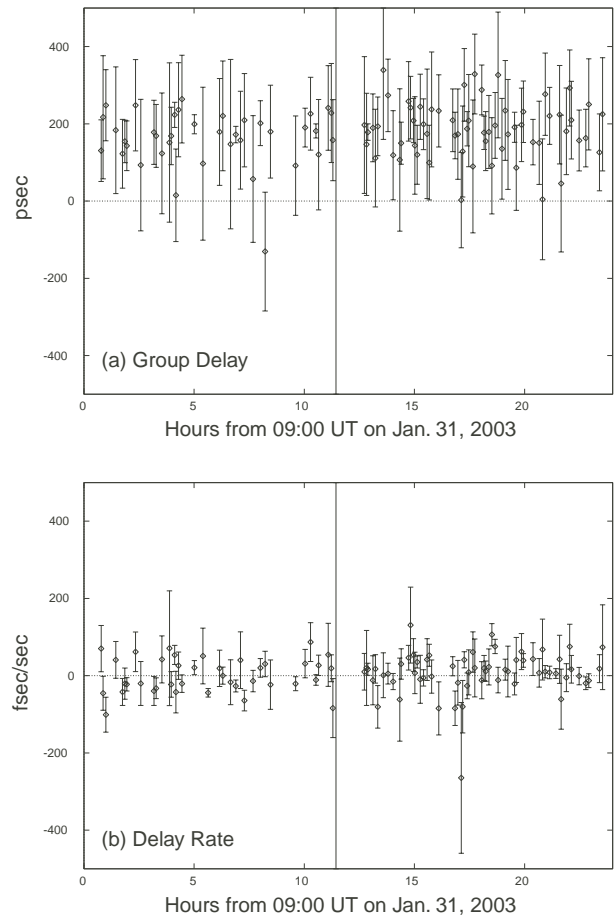 400
200
0
-200
-400
psec
(a) Group Delay
0 5 10 15 20
Hours from 09:00 UT on Jan. 31, 2003
400
200
0
-200
-400
fsec/sec
(b) Delay Rate
0 5 10 15 20
Hours from 09:00 UT on Jan. 31, 2003